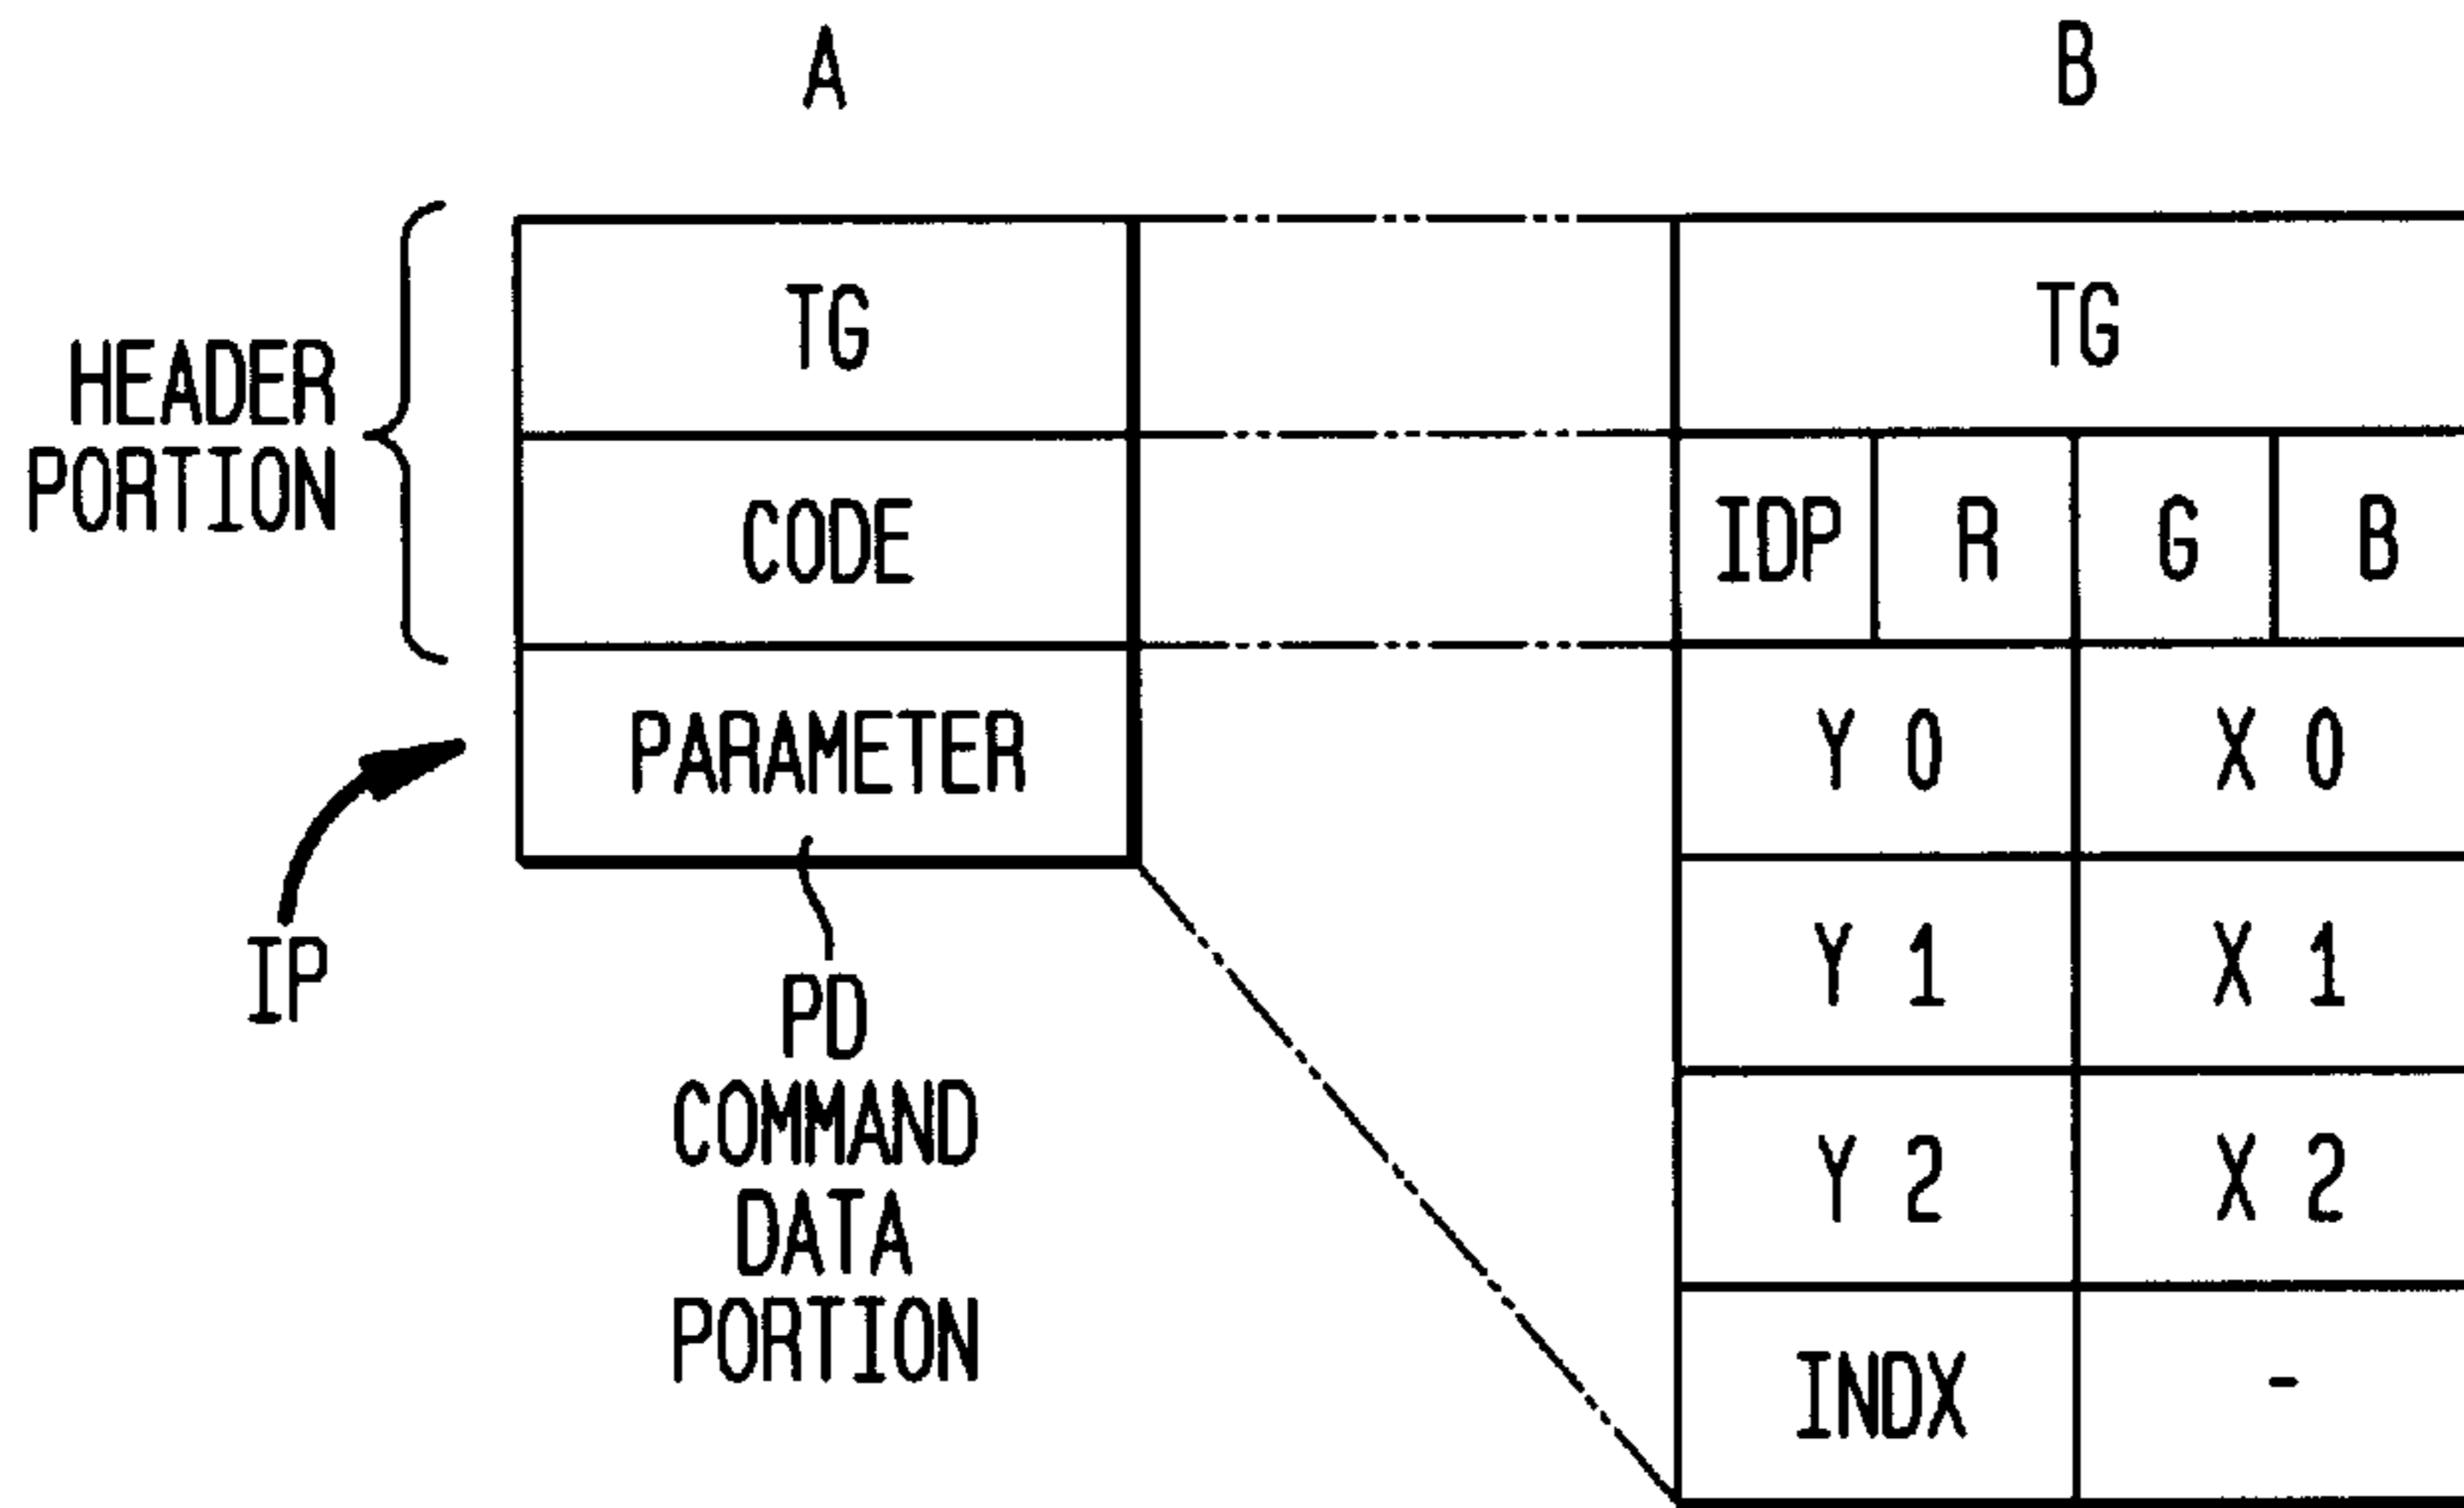 A
B
HEADER
PORTION
TG
CODE
PARAMETER
IP
PD
COMMAND
DATA
PORTION
TG
IDP R G B
Y 0 X 0
Y 1 X 1
Y 2 X 2
INDX -